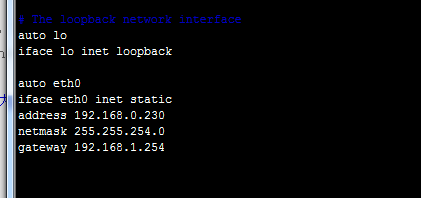 # The loopback network interface
auto lo
iface lo inet loopback
auto eth0
iface eth0 inet static
address 192.168.0.230
netmask 255.255.254.0
gateway 192.168.1.254